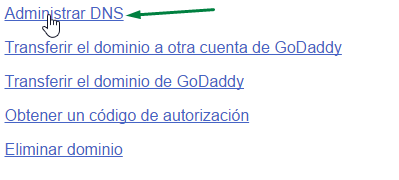 Administrar DNS
Transferir el dominio a otra cuenta de GoDaddy
Transferir el dominio de GoDaddy
Obtener un código de autorización
Eliminar dominio